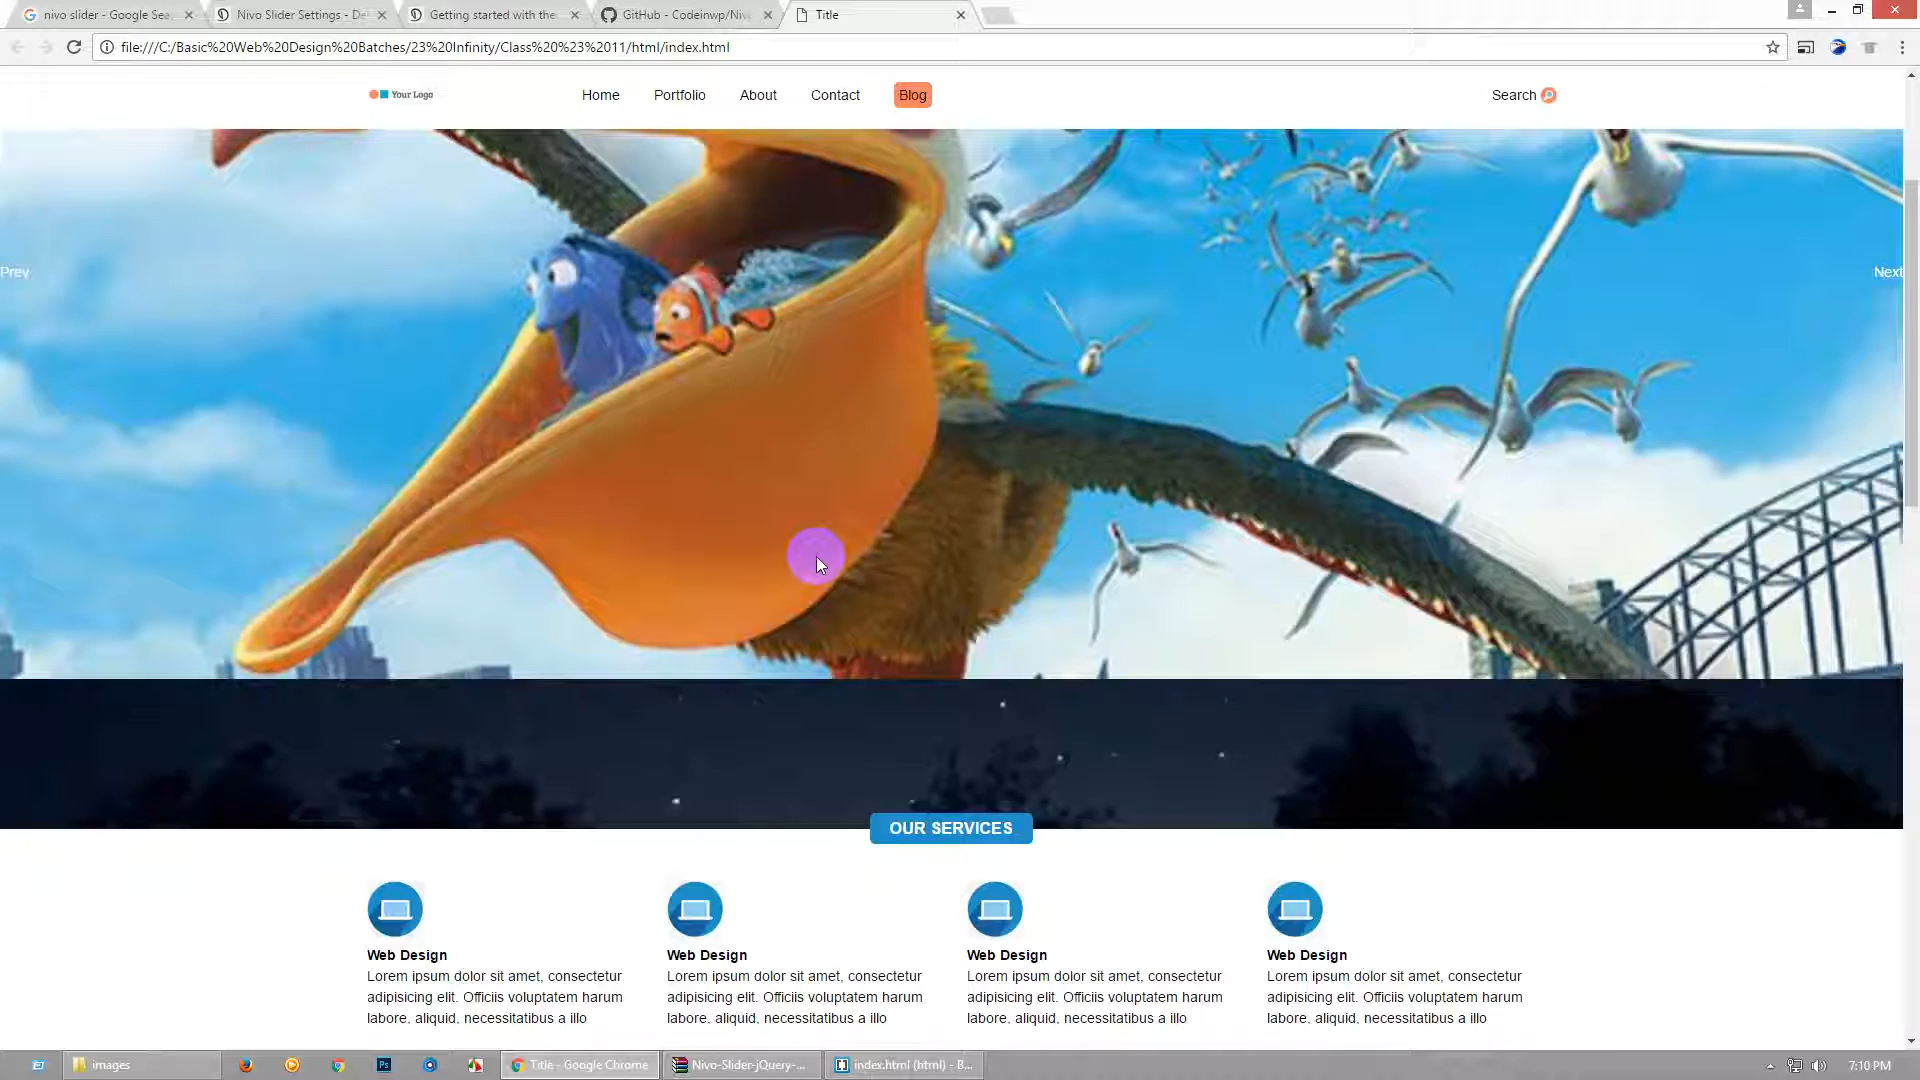 nivo slider - Google Sea
Nivo Slider Settings - De
Getting started with the
GitHub - Codeinwp/Niv
Title
file:///C:/Basic%20Web%20Design%20Batches/23%20Infinity/Class%20%23%2011/html/index.html
Your Logo
Home
Portfolio
About
Contact
Blog
Search
Prev
Next
OUR SERVICES
Web Design
Lorem ipsum dolor sit amet, consectetur
adipisicing elit. Officiis voluptatem harum
labore, aliquid, necessitatibus a illo
Web Design
Lorem ipsum dolor sit amet, consectetur
adipisicing elit. Officiis voluptatem harum
labore, aliquid, necessitatibus a illo
Web Design
Lorem ipsum dolor sit amet, consectetur
adipisicing elit. Officiis voluptatem harum
labore, aliquid, necessitatibus a illo
Web Design
Lorem ipsum dolor sit amet, consectetur
adipisicing elit. Officiis voluptatem harum
labore, aliquid, necessitatibus a illo
images
Ps
Title - Google Chrome
Nivo-Slider-jQuery-...
index.html (html) - B...
7:10 PM